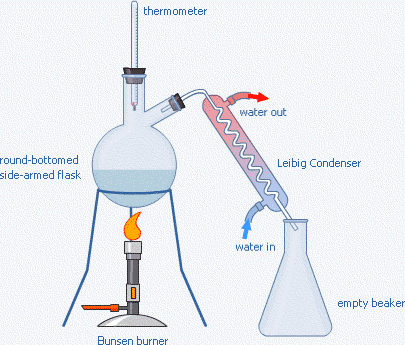 thermometer
water out
round-bottomed
side-armed flask
Leibig Condenser
water in
empty beaker
Bunsen burner